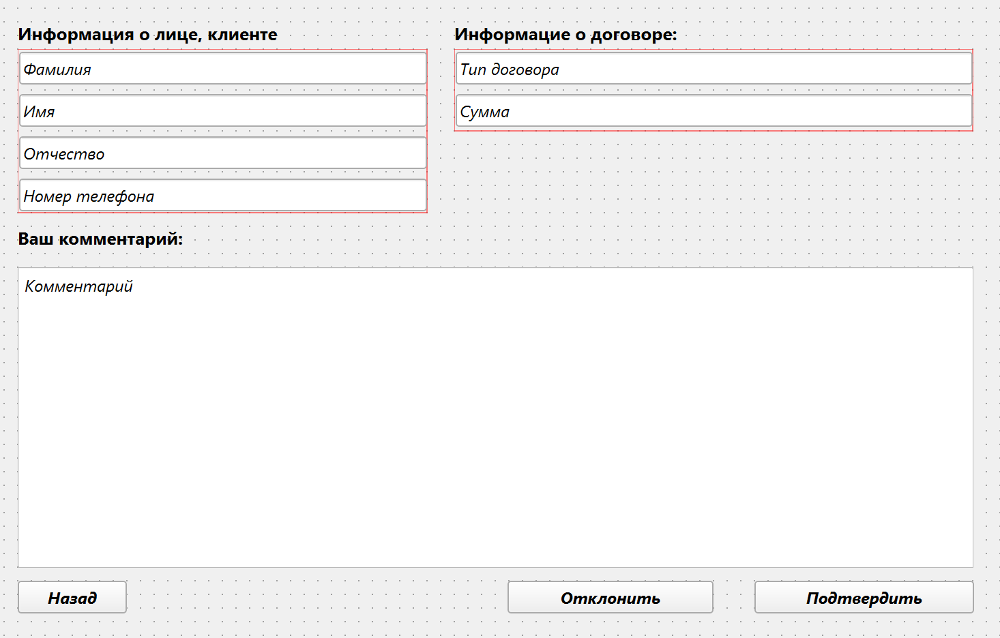 Информация о лице, клиенте
Фамилия
Имя
Отчество
Номер телефона
Информацие о договоре:
Тип договора
Сумма
Ваш комментарий:
Комментарий
Назад
Отклонить
Подтвердить